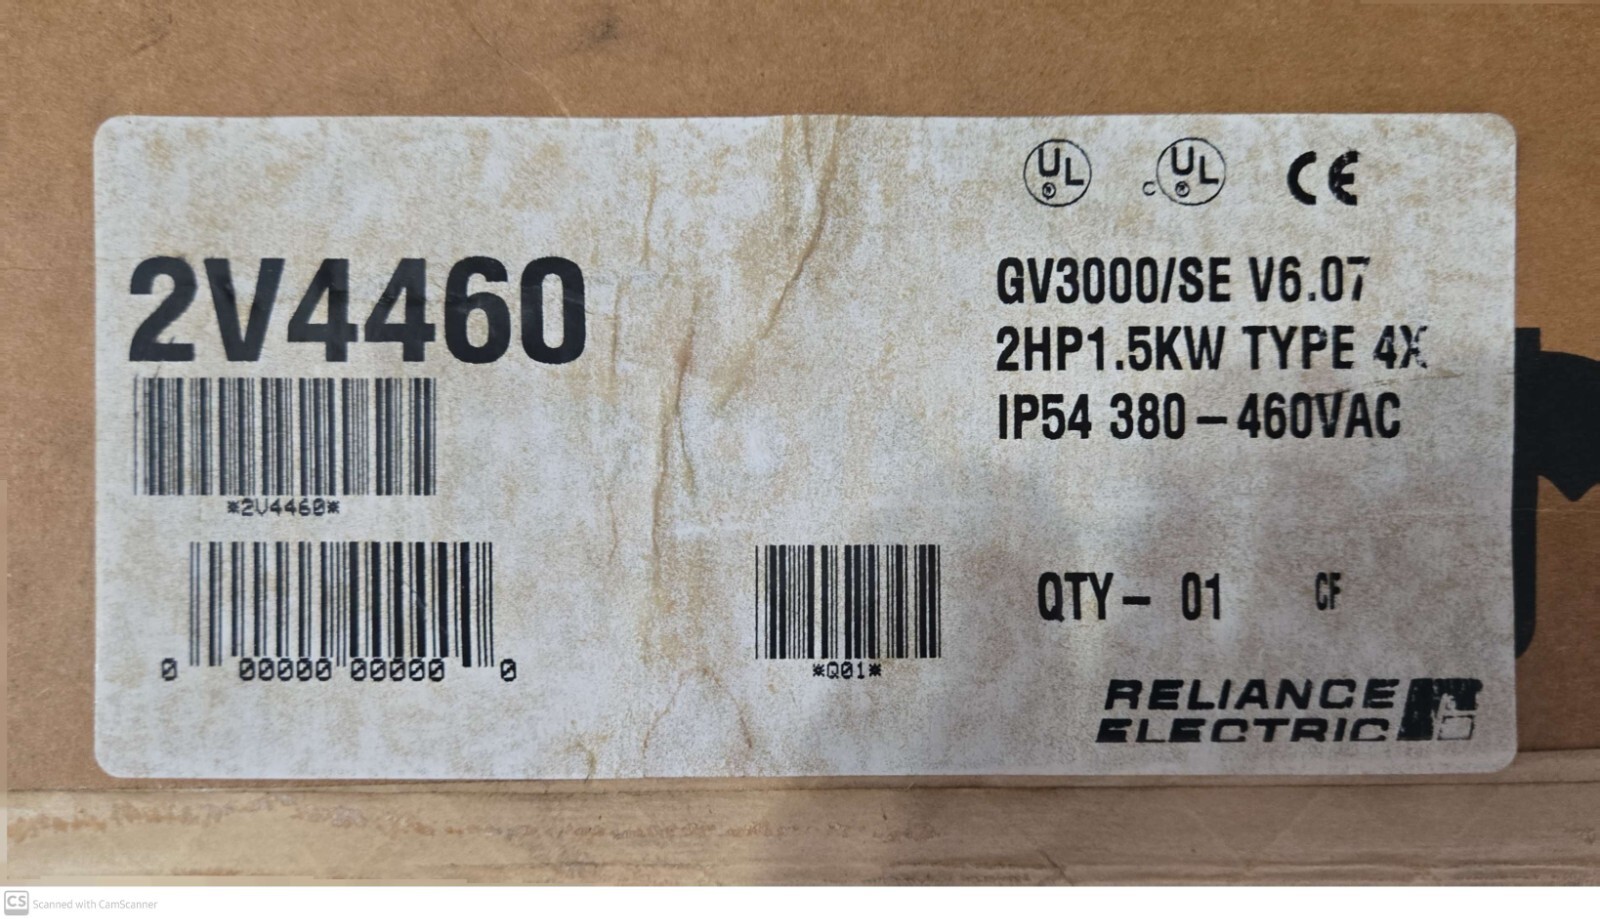 UL ®
c UL ®
CE
2V4460
GV3000/SE V6.07
2HP1.5KW TYPE 4X
IP54 380-460VAC
*2V4460*
0 00000 00000 0
*Q01*
QTY- 01 CF
RELIANCE
ELECTRIC
CS Scanned with CamScanner